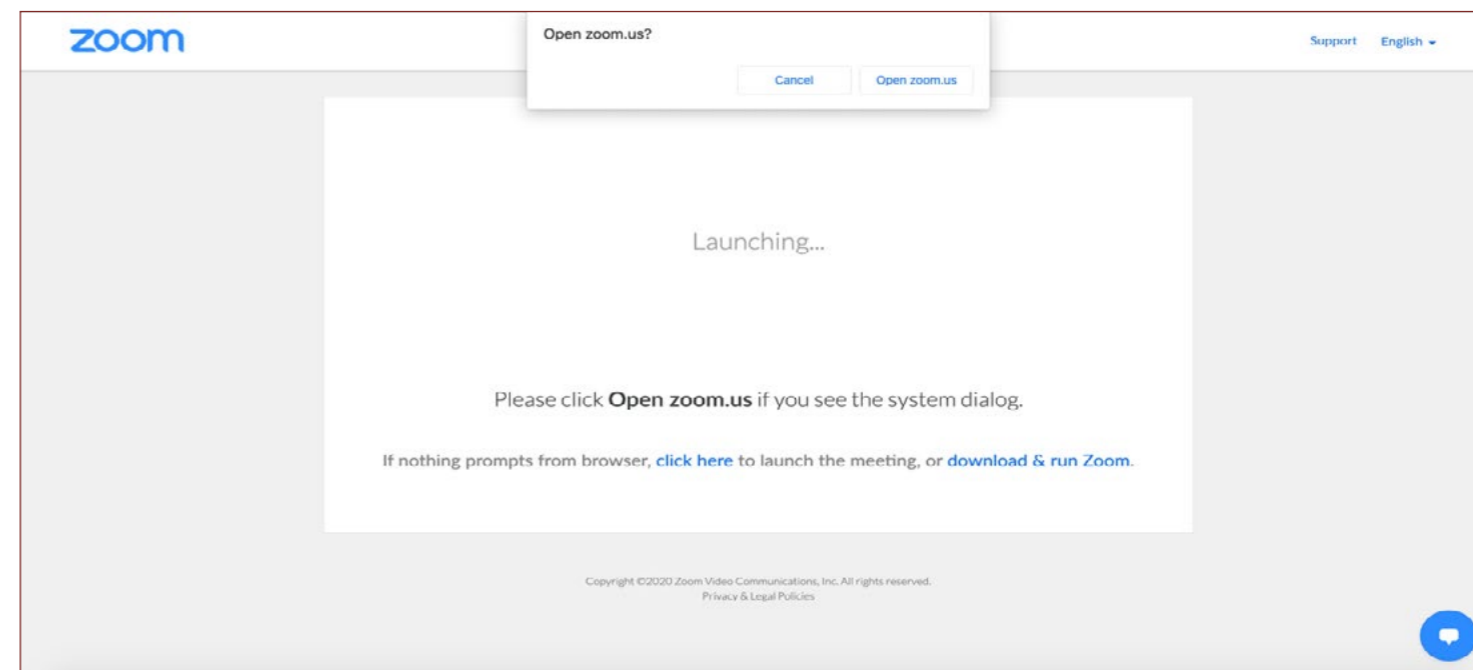 zoom
Open zoom.us?
Support English
Cancel Open zoom.us
Launching...
Please click Open zoom.us if you see the system dialog.
If nothing prompts from browser, click here to launch the meeting, or download & run Zoom.
Copyright ©2020 Zoom Video Communications, Inc. All rights reserved.
Privacy & Legal Policies